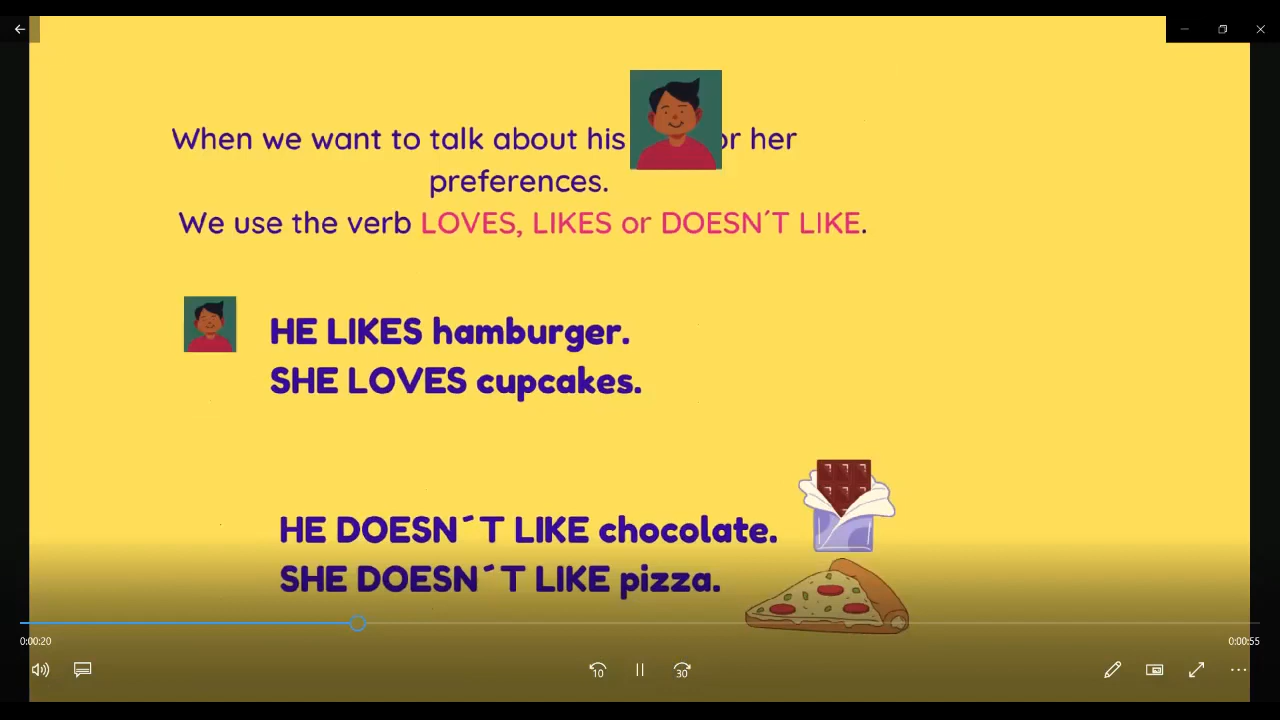 When we want to talk about his or her
preferences.
We use the verb LOVES, LIKES or DOESN´T LIKE.
HE LIKES hamburger.
SHE LOVES cupcakes.
HE DOESN´T LIKE chocolate.
SHE DOESN´T LIKE pizza.
0:00:20
0:00:55
10
30